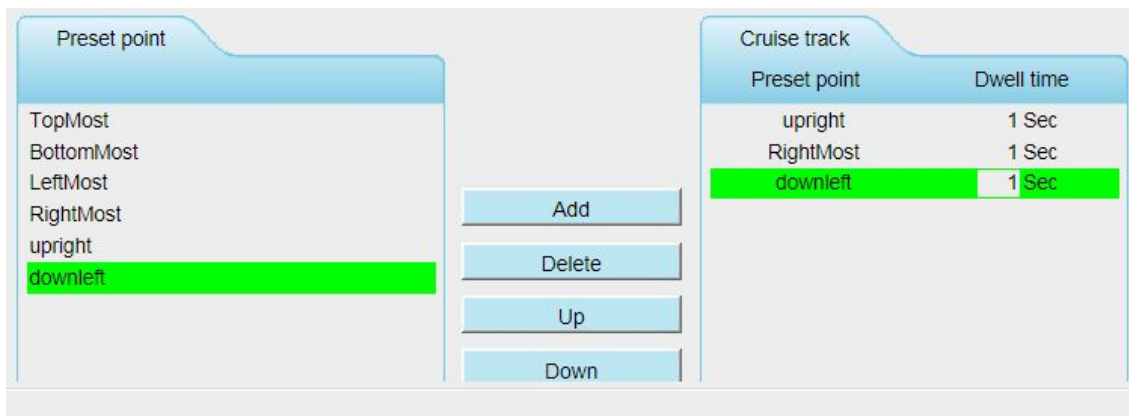 Preset point
TopMost
BottomMost
LeftMost
RightMost
upright
downleft
Add
Delete
Up
Down
Cruise track
Preset point Dwell time
upright 1 Sec
RightMost 1 Sec
downleft 1 Sec